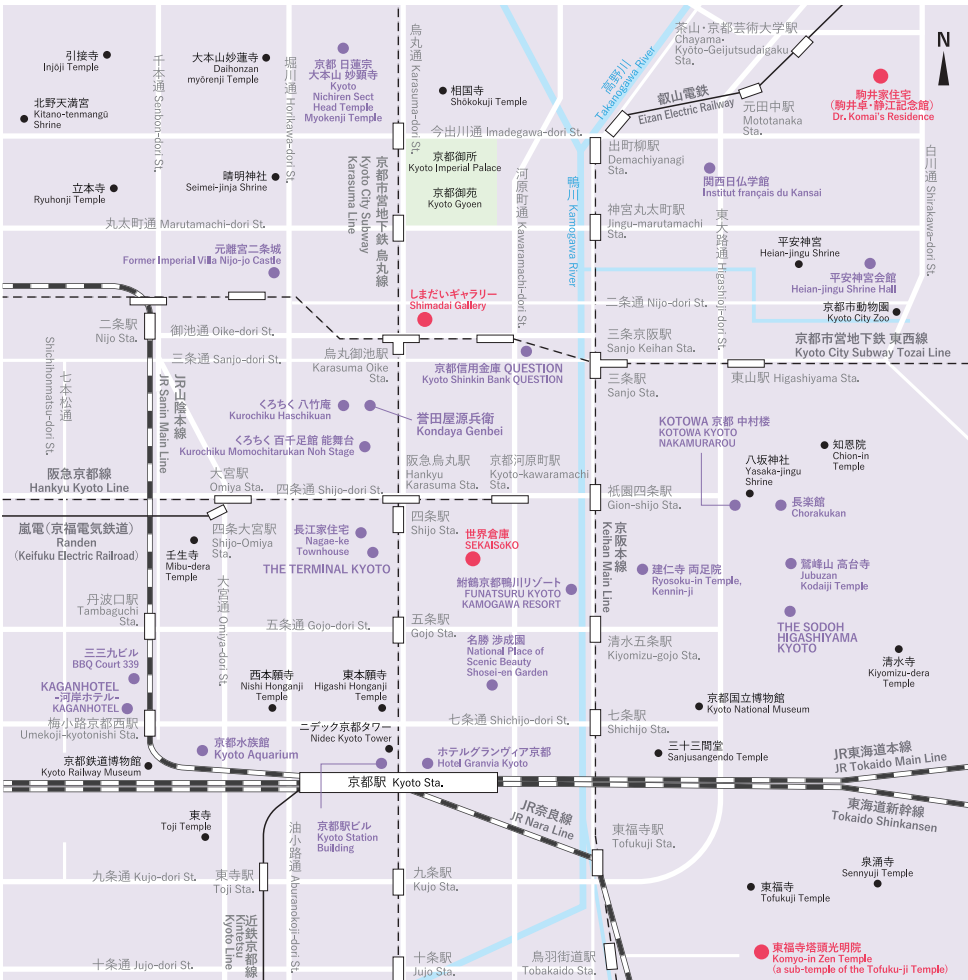 引接寺
Injōji Temple
大本山妙蓮寺
Daihonzan
myōrenji Temple
京都 日蓮宗
大本山 妙顕寺
Kyoto
Nichiren Sect
Head Temple
Myokenji Temple
烏丸通 Karasuma-dori St.
相国寺
Shōkokuji Temple
高野川
Takanogawa River
茶山・京都芸術大学駅
Chayama-
Kyōto-Geijutsudaigaku
Sta.
N
駒井家住宅
(駒井卓・静江記念館)
Dr. Komai's Residence
叡山電鉄
Eizan Electric Railway
元田中駅
Mototanaka
Sta.
北野天満宮
Kitano-tenmangū
Shrine
千本通 Senbon-dori St.
堀川通 Horikawa-dori St.
今出川通 Imadegawa-dori St.
出町柳駅
Demachiyanagi
Sta.
京都御所
Kyoto Imperial Palace
京都御苑
Kyoto Gyoen
関西日仏学館
Institut français du Kansai
白川通 Shirakawa-dori St.
立本寺
Ryuhonji Temple
晴明神社
Seimei-jinja Shrine
京都市営地下鉄 烏丸線
Kyoto City Subway
Karasuma Line
河原町通 Kawaramachi-dori St.
鴨川 Kamogawa River
神宮丸太町駅
Jingu-marutamachi
Sta.
東大路通 Higashioji-dori St.
丸太町通 Marutamachi-dori St.
元離宮二条城
Former Imperial Villa Nijo-jo Castle
平安神宮
Heian-jingu Shrine
平安神宮会館
Heian-jingu Shrine Hall
しまだいギャラリー
Shimadai Gallery
二条通 Nijo-dori St.
京都市動物園
Kyoto City Zoo
二条駅
Nijo Sta.
御池通 Oike-dori St.
三条通 Sanjo-dori St.
烏丸御池駅
Karasuma Oike
Sta.
三条京阪駅
Sanjo Keihan Sta.
京都市営地下鉄 東西線
Kyoto City Subway Tozai Line
京都信用金庫 QUESTION
Kyoto Shinkin Bank QUESTION
三条駅
Sanjo Sta.
東山駅 Higashiyama Sta.
七本松通
Shichihonmatsu-dori St.
JR山陰本線
JR Sanin Main Line
くろちく 八竹庵
Kurochiku Haschikuan
誉田屋源兵衛
Kondaya Genbei
くろちく 百千足館 能舞台
Kurochiku Momochitarukan Noh Stage
KOTOWA 京都 中村楼
KOTOWA KYOTO
NAKAMURAROU
知恩院
Chion-in
Temple
八坂神社
Yasaka-jingu
Shrine
阪急京都線
Hankyu Kyoto Line
大宮駅
Omiya Sta.
四条通 Shijo-dori St.
阪急烏丸駅
Hankyu
Karasuma Sta.
京都河原町駅
Kyoto-kawaramachi
Sta.
祇園四条駅
Gion-shijo Sta.
長楽館
Chorakukan
嵐電(京福電気鉄道)
Randen
(Keifuku Electric Railroad)
四条大宮駅
Shijo-Omiya
Sta.
壬生寺
Mibu-dera
Temple
長江家住宅
Nagae-ke
Townhouse
THE TERMINAL KYOTO
四条駅
Shijo Sta.
世界倉庫
SEKAISōKO
京阪本線
Keihan Main Line
建仁寺 両足院
Ryosoku-in Temple,
Kennin-ji
鷲峰山 高台寺
Jubuzan
Kodaiji Temple
鮒鶴京都鴨川リゾート
FUNATSURU KYOTO
KAMOGAWA RESORT
丹波口駅
Tambaguchi
Sta.
大宮通 Omiya-dori St.
五条通 Gojo-dori St.
五条駅
Gojo Sta.
清水五条駅
Kiyomizu-gojo Sta.
THE SODOH
HIGASHIYAMA
KYOTO
清水寺
Kiyomizu-dera
Temple
三三九ビル
BBQ Court 339
KAGANHOTEL
-河岸ホテル-
KAGANHOTEL
名勝 渉成園
National Place of
Scenic Beauty
Shosei-en Garden
西本願寺
Nishi Honganji
Temple
東本願寺
Higashi Honganji
Temple
京都国立博物館
Kyoto National Museum
梅小路京都西駅
Umekoji-kyotonishi Sta.
七条通 Shichijo-dori St.
七条駅
Shichijo Sta.
ニデック京都タワー
Nidec Kyoto Tower
京都水族館
Kyoto Aquarium
ホテルグランヴィア京都
Hotel Granvia Kyoto
三十三間堂
Sanjusangendo Temple
京都鉄道博物館
Kyoto Railway Museum
京都駅 Kyoto Sta.
JR東海道本線
JR Tokaido Main Line
東海道新幹線
Tokaido Shinkansen
東寺
Toji Temple
京都駅ビル
Kyoto Station
Building
JR奈良線
JR Nara Line
東福寺駅
Tofukuji Sta.
油小路通 Aburanokoji-dori St.
九条通 Kujo-dori St.
東寺駅
Toji Sta.
九条駅
Kujo Sta.
東福寺
Tofukuji Temple
泉涌寺
Sennyuji Temple
近鉄京都線
Kintetsu
Kyoto Line
十条通 Jujo-dori St.
十条駅
Jujo Sta.
鳥羽街道駅
Tobakaido Sta.
東福寺塔頭光明院
Komyo-in Zen Temple
(a sub-temple of the Tofuku-ji Temple)